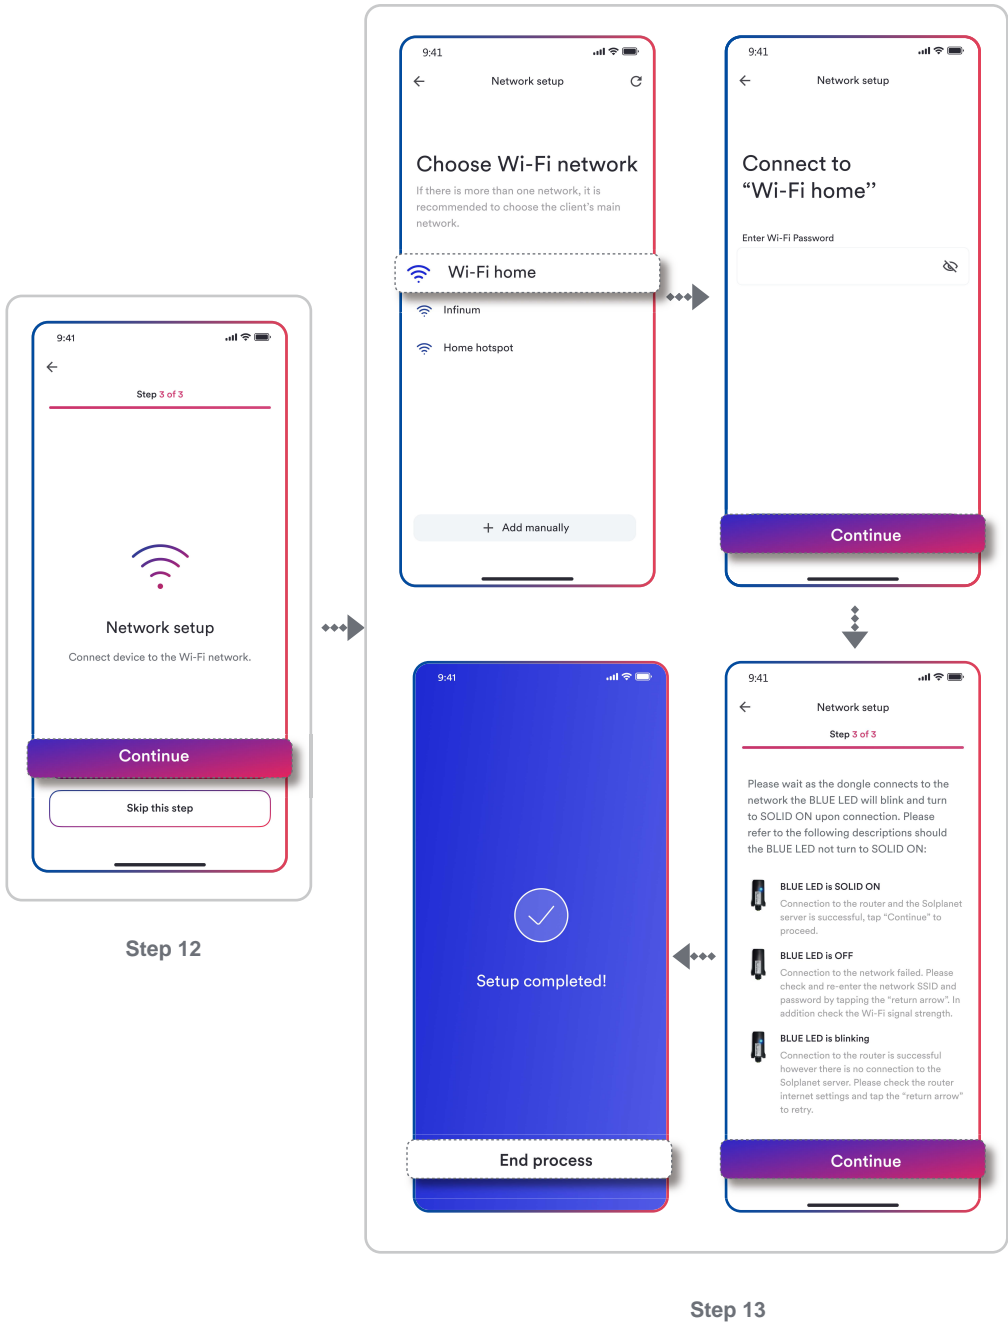 9:41
Step 3 of 3
Network setup
Connect device to the Wi-Fi network.
Continue
Skip this step
Step 12
9:41
Network setup
Choose Wi-Fi network
If there is more than one network, it is
recommended to choose the client's main
network.
Wi-Fi home
Infinum
Home hotspot
+ Add manually
9:41
Network setup
Connect to
“Wi-Fi home”
Enter Wi-Fi Password
Continue
9:41
Network setup
Step 3 of 3
Please wait as the dongle connects to the
network the BLUE LED will blink and turn
to SOLID ON upon connection. Please
refer to the following descriptions should
the BLUE LED not turn to SOLID ON:
BLUE LED is SOLID ON
Connection to the router and the Solplanet
server is successful, tap “Continue” to
proceed.
BLUE LED is OFF
Connection to the network failed. Please
check and re-enter the network SSID and
password by tapping the “return arrow”. In
addition check the Wi-Fi signal strength.
BLUE LED is blinking
Connection to the router is successful
however there is no connection to the
Solplanet server. Please check the router
internet settings and tap the “return arrow”
to retry.
Continue
9:41
Setup completed!
End process
Step 13